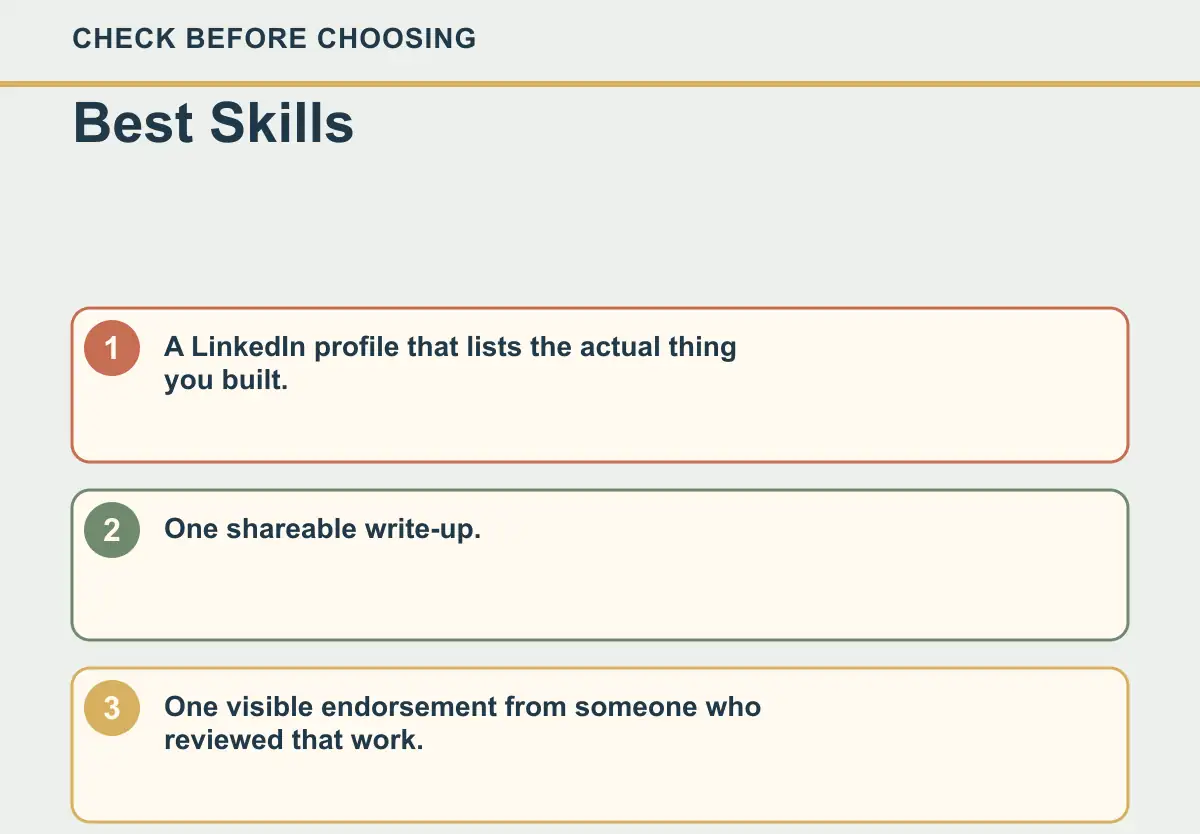 CHECK BEFORE CHOOSING
Best Skills
1
A LinkedIn profile that lists the actual thing
you built.
2
One shareable write-up.
3
One visible endorsement from someone who
reviewed that work.